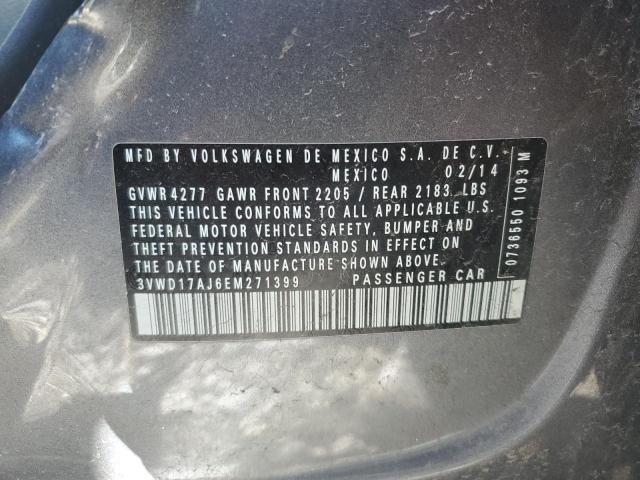 MFD BY VOLKSWAGEN DE MEXICO S.A. DE C.V.
MEXICO 02/14
GVWR4277 GAWR FRONT 2205 / REAR 2183 LBS
THIS VEHICLE CONFORMS TO ALL APPLICABLE U.S.
FEDERAL MOTOR VEHICLE SAFETY, BUMPER AND
THEFT PREVENTION STANDARDS IN EFFECT ON
THE DATE OF MANUFACTURE SHOWN ABOVE.
3VWD17AJ6EM271399 PASSENGER CAR
0736550 1093 M